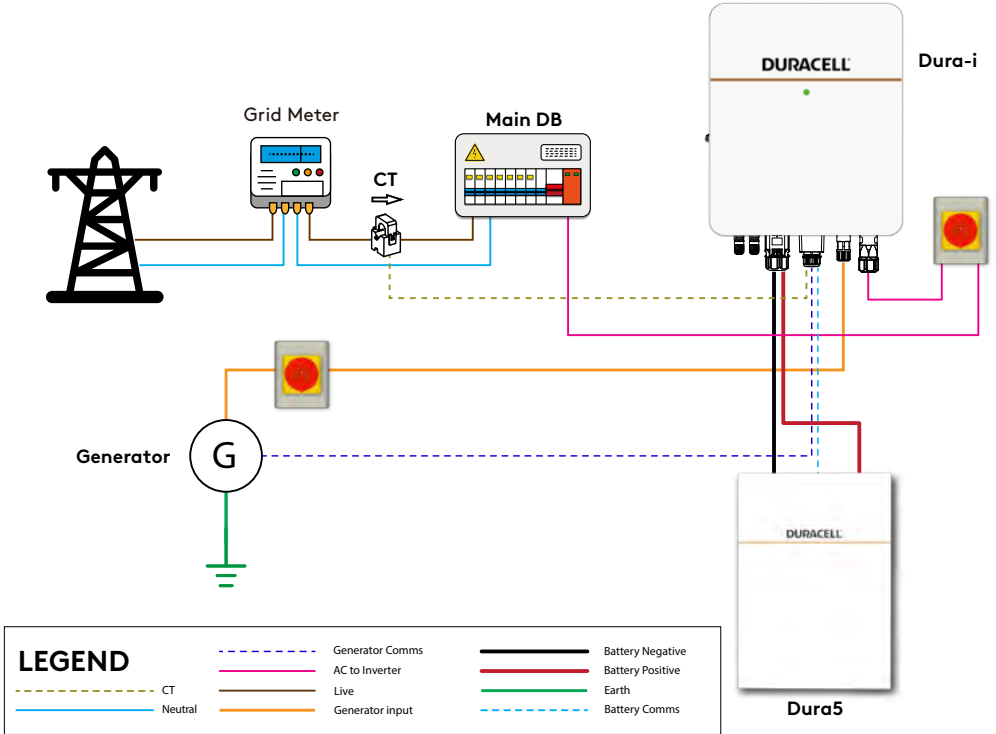 DURACELL
Dura-i
Grid Meter
Main DB
CT
Generator
G
DURACELL
Dura5
LEGEND
CT
Neutral
Generator Comms
AC to Inverter
Live
Generator input
Battery Negative
Battery Positive
Earth
Battery Comms